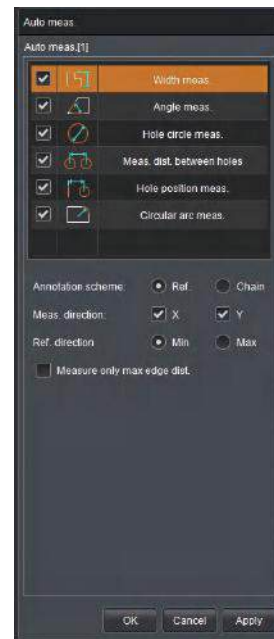 Auto meas.
Auto meas.[1]
Width meas.
Angle meas.
Hole circle meas.
Meas. dist. between holes
Hole position meas.
Circular arc meas.
Annotation scheme: Ref. Chain
Meas. direction: X Y
Ref. direction Min Max
Measure only max edge dist.
OK Cancel Apply